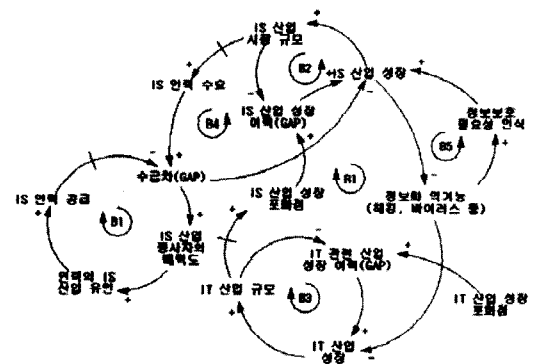 IS 산업
시장 규모
B2
+IS 산업 성장
IS 인력 수요
IS 산업 성장
여력(GAP)
B4
정보보호
필요성 인식
B5
수급차(GAP)
IS 인력 공급
B1
IS 산업 성장
포화점
R1
정보화 역기능
(해킹, 바이러스 등)
IS 산업
종사자의
매력도
IT 관련 산업
성장 여력(GAP)
IS
산업 유인
IT 산업 규모
B3
IT 산업 성장
포화점
IT 산업
성장